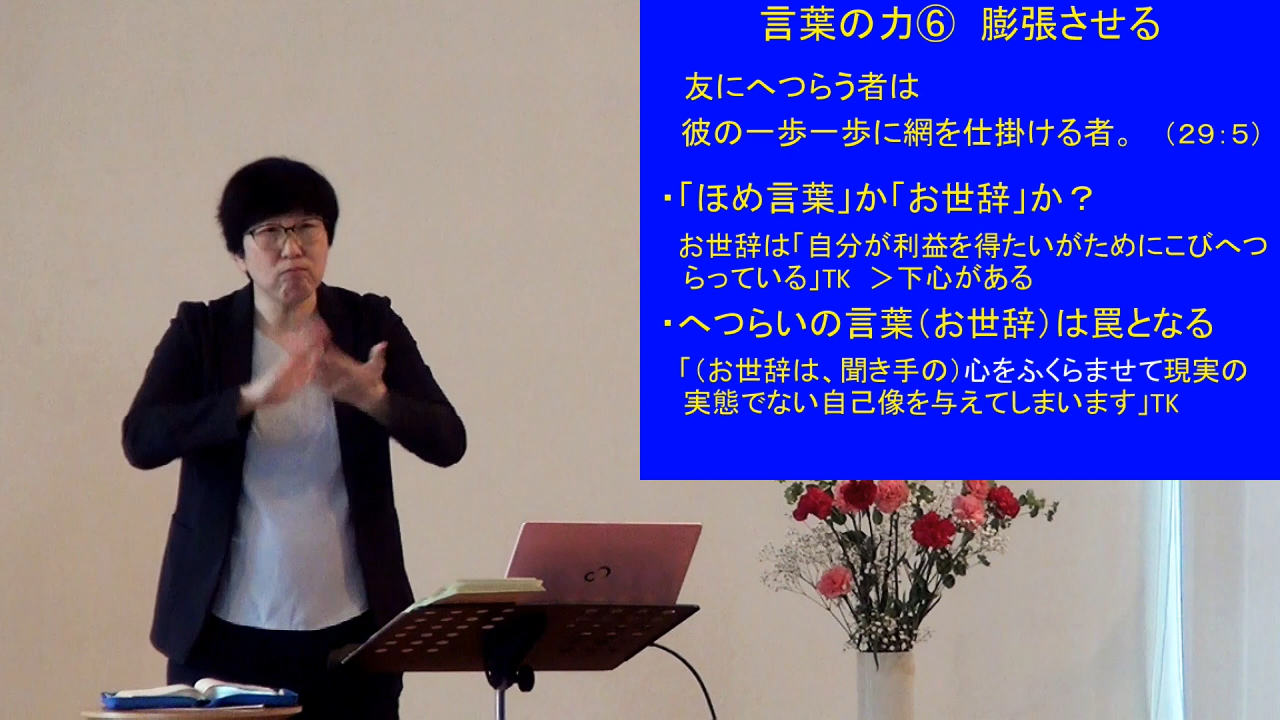 言葉の力⑥　膨張させる
友にへつらう者は
彼の一歩一歩に網を仕掛ける者。　（２９：５）
・「ほめ言葉」か「お世辞」か？
お世辞は「自分が利益を得たいがためにこびへつ
らっている」TK　＞下心がある
・へつらいの言葉（お世辞）は罠となる
「（お世辞は、聞き手の）心をふくらませて現実の
実態でない自己像を与えてしまいます」TK